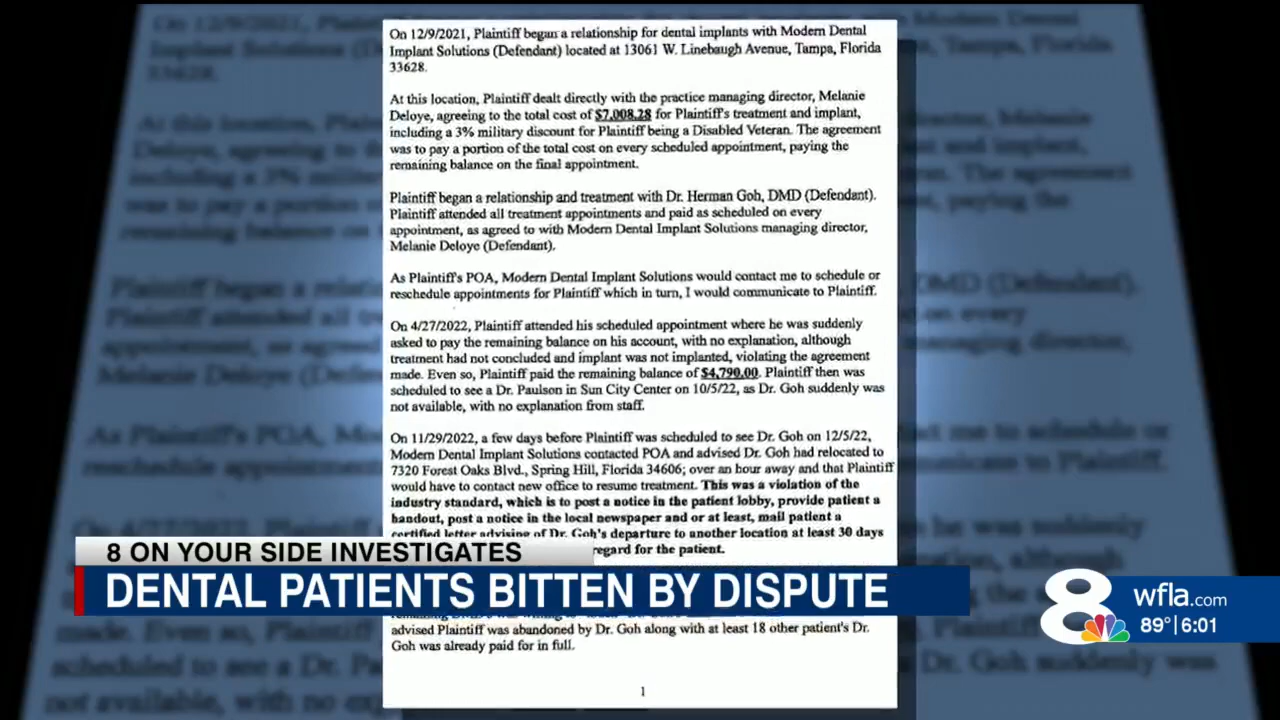 On 12/9/2021, Plaintiff began a relationship for dental implants with Modern Dental
Implant Solutions (Defendant) located at 13061 W. Linebaugh Avenue, Tampa, Florida
33628.
At this location, Plaintiff dealt directly with the practice managing director, Melanie
Deloye, agreeing to the total cost of $7,008.28 for Plaintiff's treatment and implant,
including a 3% military discount for Plaintiff being a Disabled Veteran. The agreement
was to pay a portion of the total cost on every scheduled appointment, paying the
remaining balance on the final appointment.
Plaintiff began a relationship and treatment with Dr. Herman Goh, DMD (Defendant).
Plaintiff attended all treatment appointments and paid as scheduled on every
appointment, as agreed to with Modern Dental Implant Solutions managing director,
Melanie Deloye (Defendant).
As Plaintiff's POA, Modern Dental Implant Solutions would contact me to schedule or
reschedule appointments for Plaintiff which in turn, I would communicate to Plaintiff.
On 4/27/2022, Plaintiff attended his scheduled appointment where he was suddenly
asked to pay the remaining balance on his account, with no explanation, although
treatment had not concluded and implant was not implanted, violating the agreement
made. Even so, Plaintiff paid the remaining balance of $4,790.00. Plaintiff then was
scheduled to see a Dr. Paulson in Sun City Center on 10/5/22, as Dr. Goh suddenly was
not available, with no explanation from staff.
On 11/29/2022, a few days before Plaintiff was scheduled to see Dr. Goh on 12/5/22,
Modern Dental Implant Solutions contacted POA and advised Dr. Goh had relocated to
7320 Forest Oaks Blvd., Spring Hill, Florida 34606; over an hour away and that Plaintiff
would have to contact new office to resume treatment. This was a violation of the
industry standard, which is to post a notice in the patient lobby, provide patient a
handout, post a notice in the local newspaper and or at least, mail patient a
certified letter advising of Dr. Goh's departure to another location at least 30 days
regard for the patient.
8 ON YOUR SIDE INVESTIGATES
DENTAL PATIENTS BITTEN BY DISPUTE
8 wfla.com
89° | 6:01
advised Plaintiff was abandoned by Dr. Goh along with at least 18 other patient's Dr.
Goh was already paid for in full.
1